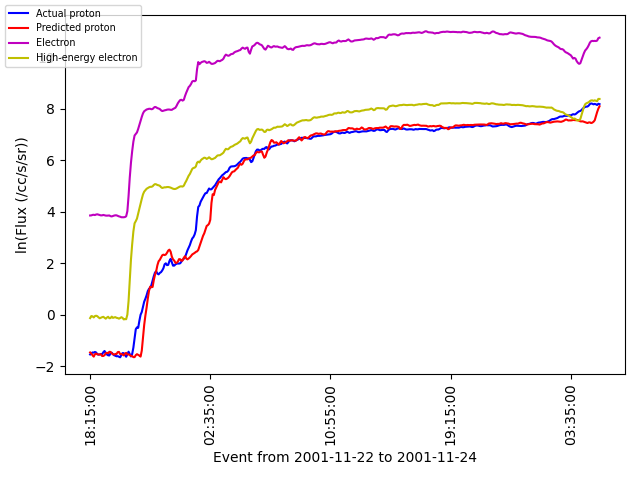 Actual proton
Predicted proton
Electron
High-energy electron
8
6
4
2
0
−2
ln(Flux (/cc/s/sr))
18:15:00
02:35:00
10:55:00
19:15:00
03:35:00
Event from 2001-11-22 to 2001-11-24